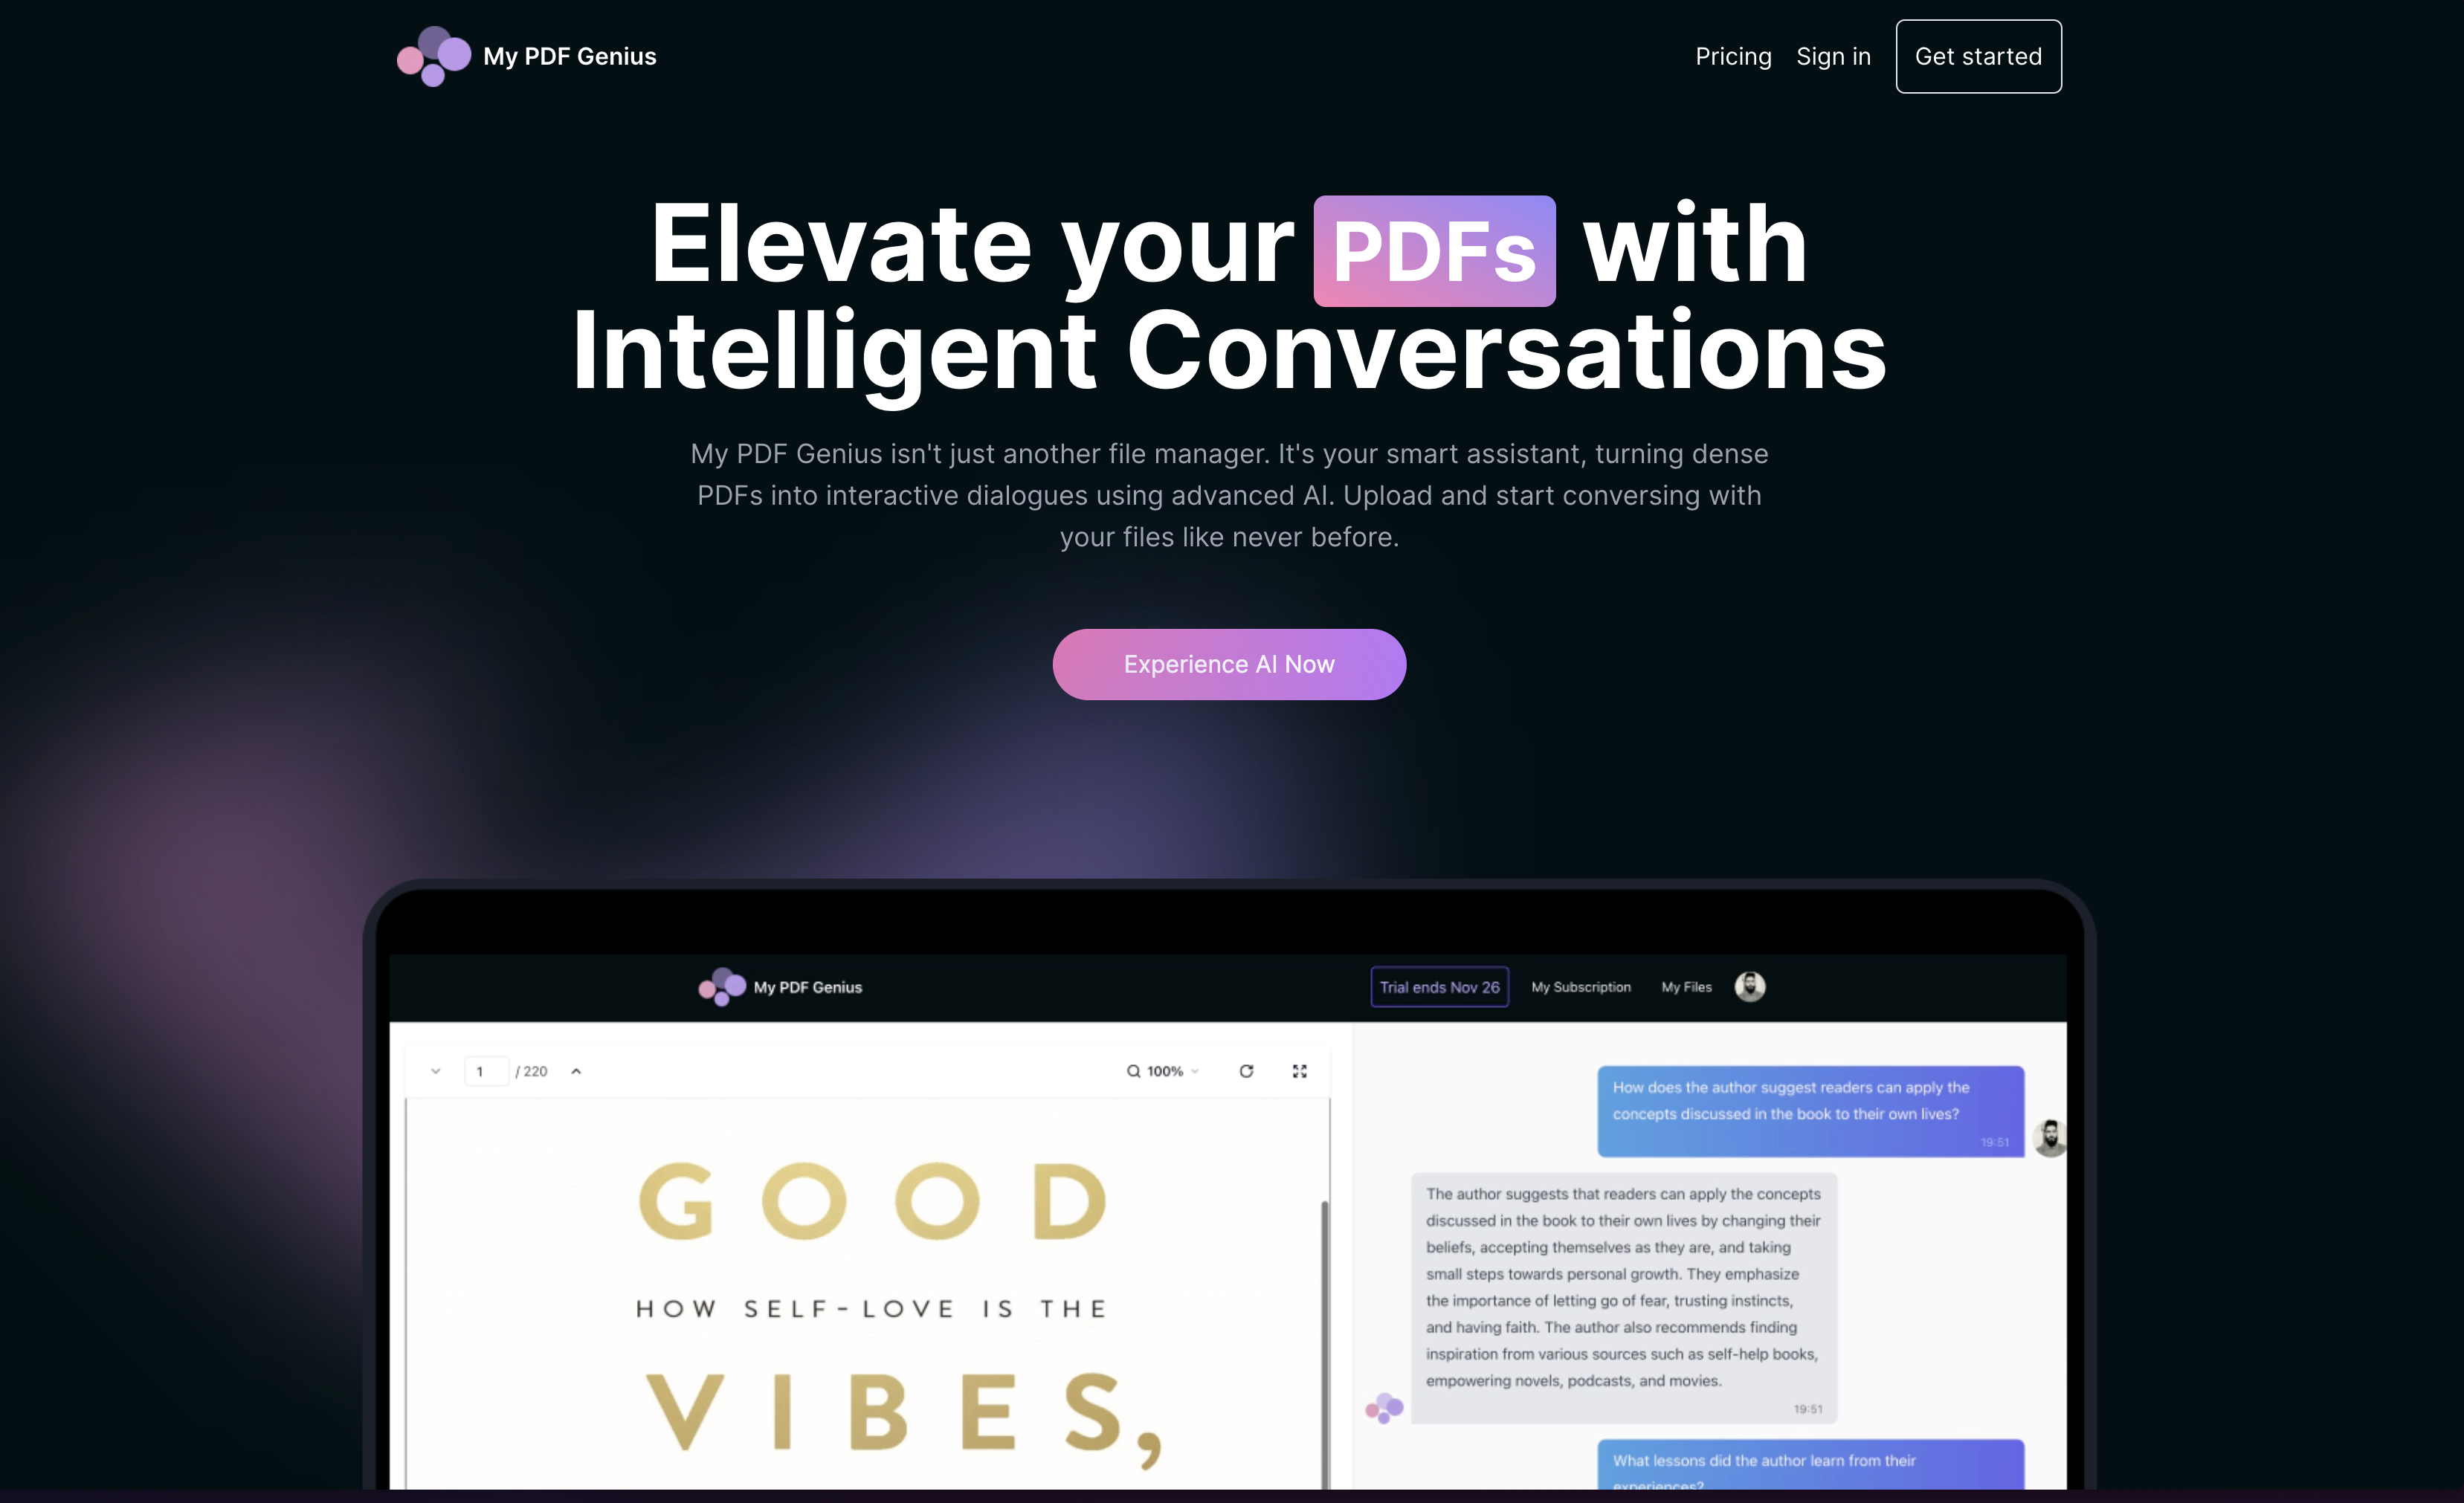 My PDF Genius
Pricing
Sign in
Get started
Elevate your PDFs with
Intelligent Conversations
My PDF Genius isn't just another file manager. It's your smart assistant, turning dense
PDFs into interactive dialogues using advanced AI. Upload and start conversing with
your files like never before.
Experience AI Now
My PDF Genius
Trial ends Nov 26
My Subscription
My Files
1 / 220
100%
GOOD
HOW SELF-LOVE IS THE
VIBES,
How does the author suggest readers can apply the
concepts discussed in the book to their own lives?
19:51
The author suggests that readers can apply the concepts
discussed in the book to their own lives by changing their
beliefs, accepting themselves as they are, and taking
small steps towards personal growth. They emphasize
the importance of letting go of fear, trusting instincts,
and having faith. The author also recommends finding
inspiration from various sources such as self-help books,
empowering novels, podcasts, and movies.
19:51
What lessons did the author learn from their
experiences?